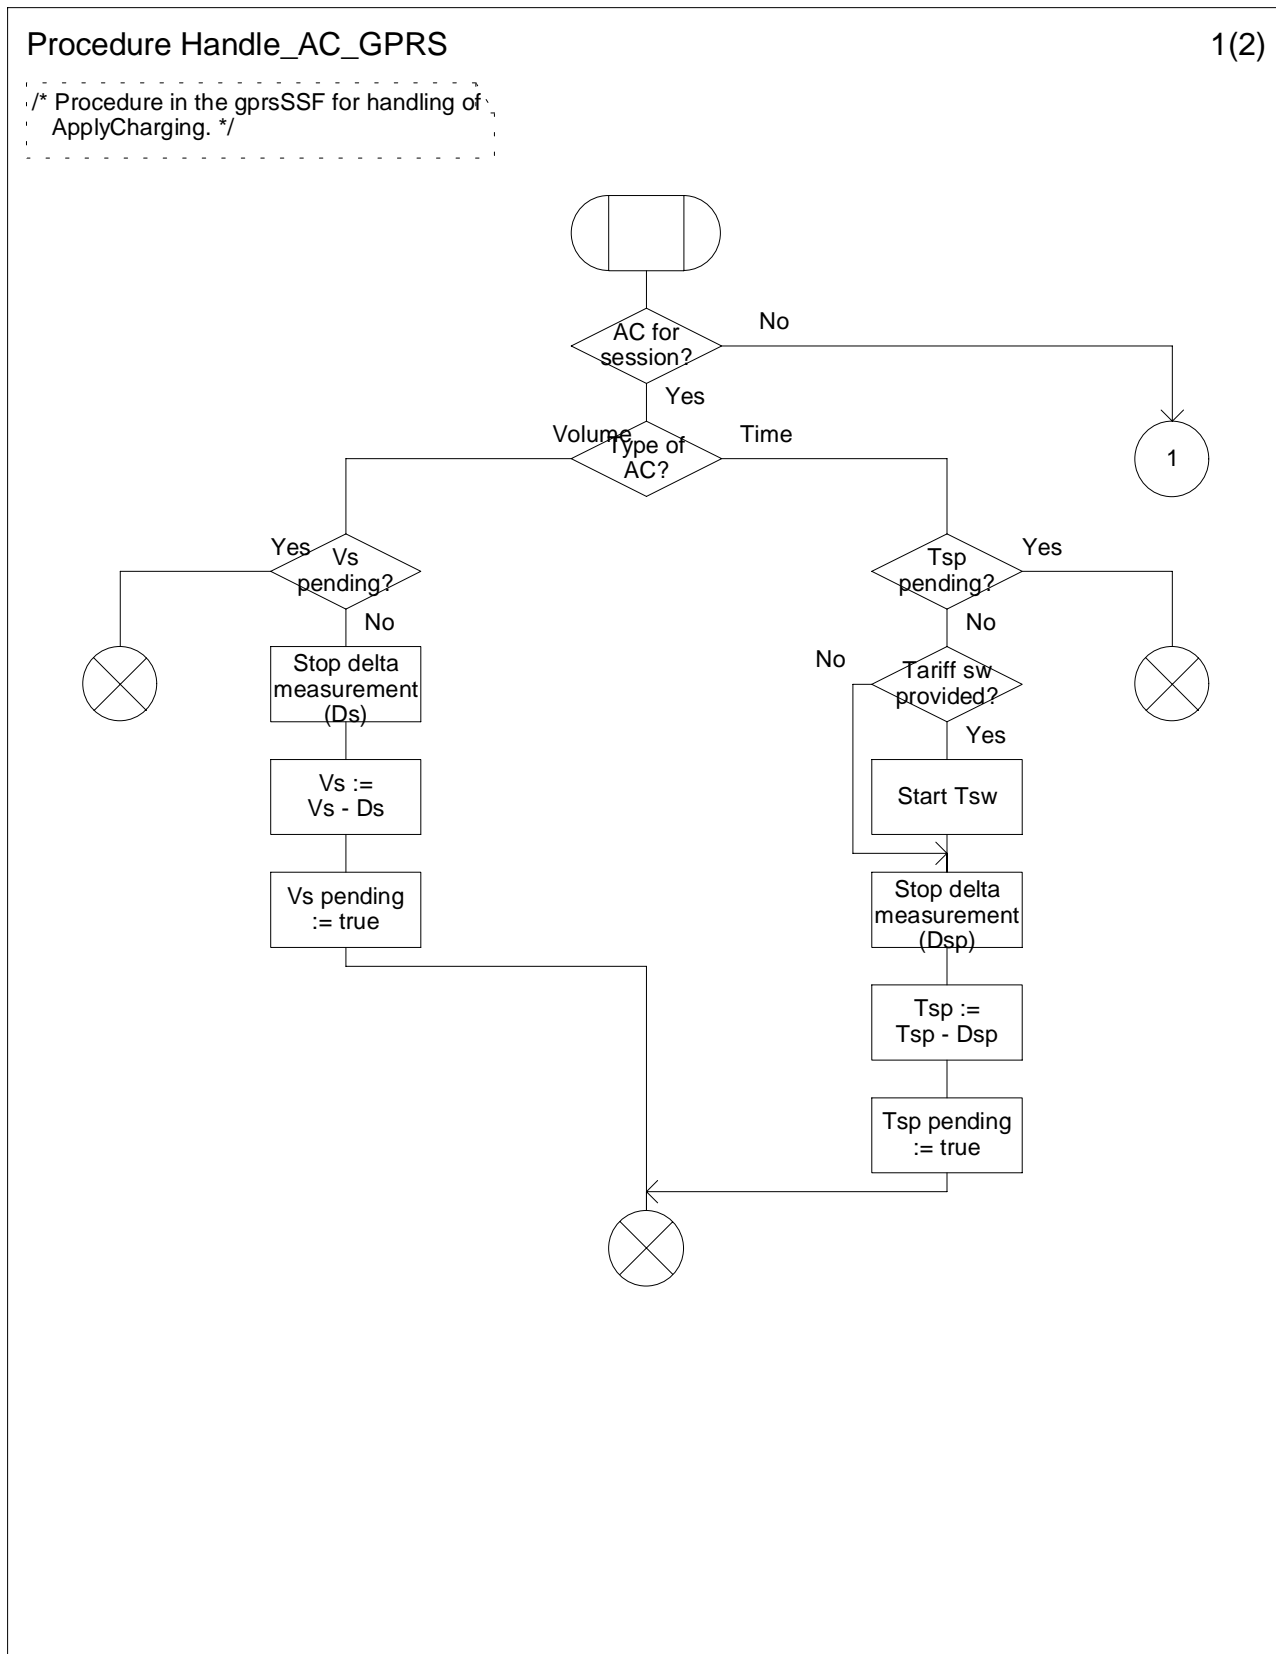 Procedure Handle_AC_GPRS
1(2)
/* Procedure in the gprsSSF for handling of
ApplyCharging. */
AC for
session?
No
Yes
Volume
Type of
AC?
Time
1
Yes
Vs
pending?
No
Tsp
pending?
Yes
No
Stop delta
measurement
(Ds)
No
Tariff sw
provided?
Yes
Vs :=
Vs - Ds
Start Tsw
Vs pending
:= true
Stop delta
measurement
(Dsp)
Tsp :=
Tsp - Dsp
Tsp pending
:= true